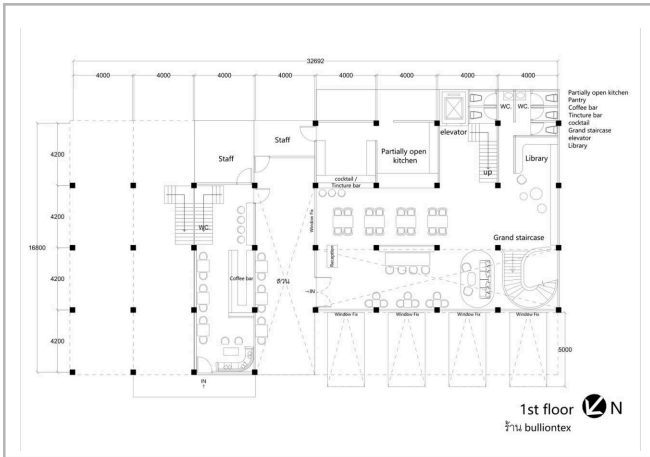 32692
4000 4000 4000 4000 4000 4000 4000 4000
Partially open kitchen
Pantry
Coffee bar
Tincture bar
cocktail
Grand staircase
elevator
Library
WC. WC.
elevator
Staff
Partially open
kitchen
Staff
Library
up
cocktail /
Tincture bar
4200
4200
4200
4200
16800
Window Fix
WC.
Grand staircase
Reception
Coffee bar
สวน
→IN
Window Fix Window Fix Window Fix Window Fix
5000
IN
↑
1st floor N
ร้าน bulliontex